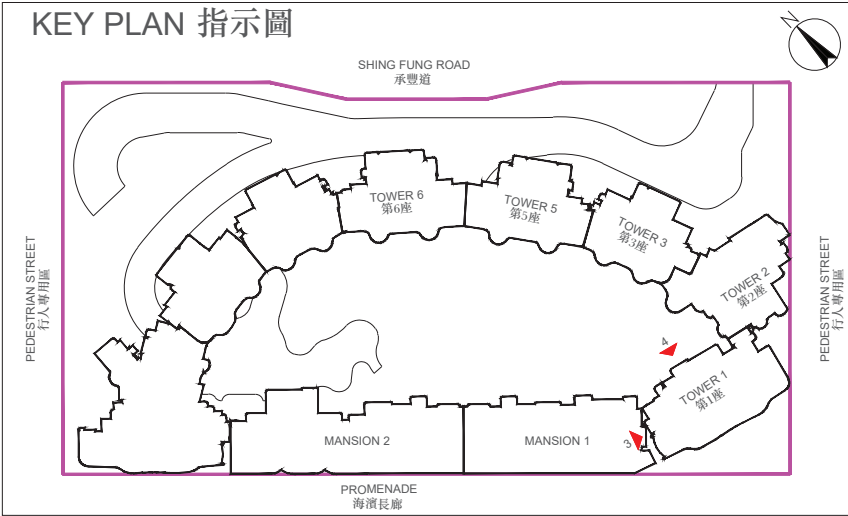 KEY PLAN 指示圖
N
SHING FUNG ROAD
承豐道
TOWER 6
第6座
TOWER 5
第5座
TOWER 3
第3座
TOWER 2
第2座
TOWER 1
第1座
PEDESTRIAN STREET
行人專用區
PEDESTRIAN STREET
行人專用區
4
3
MANSION 2
MANSION 1
PROMENADE
海濱長廊